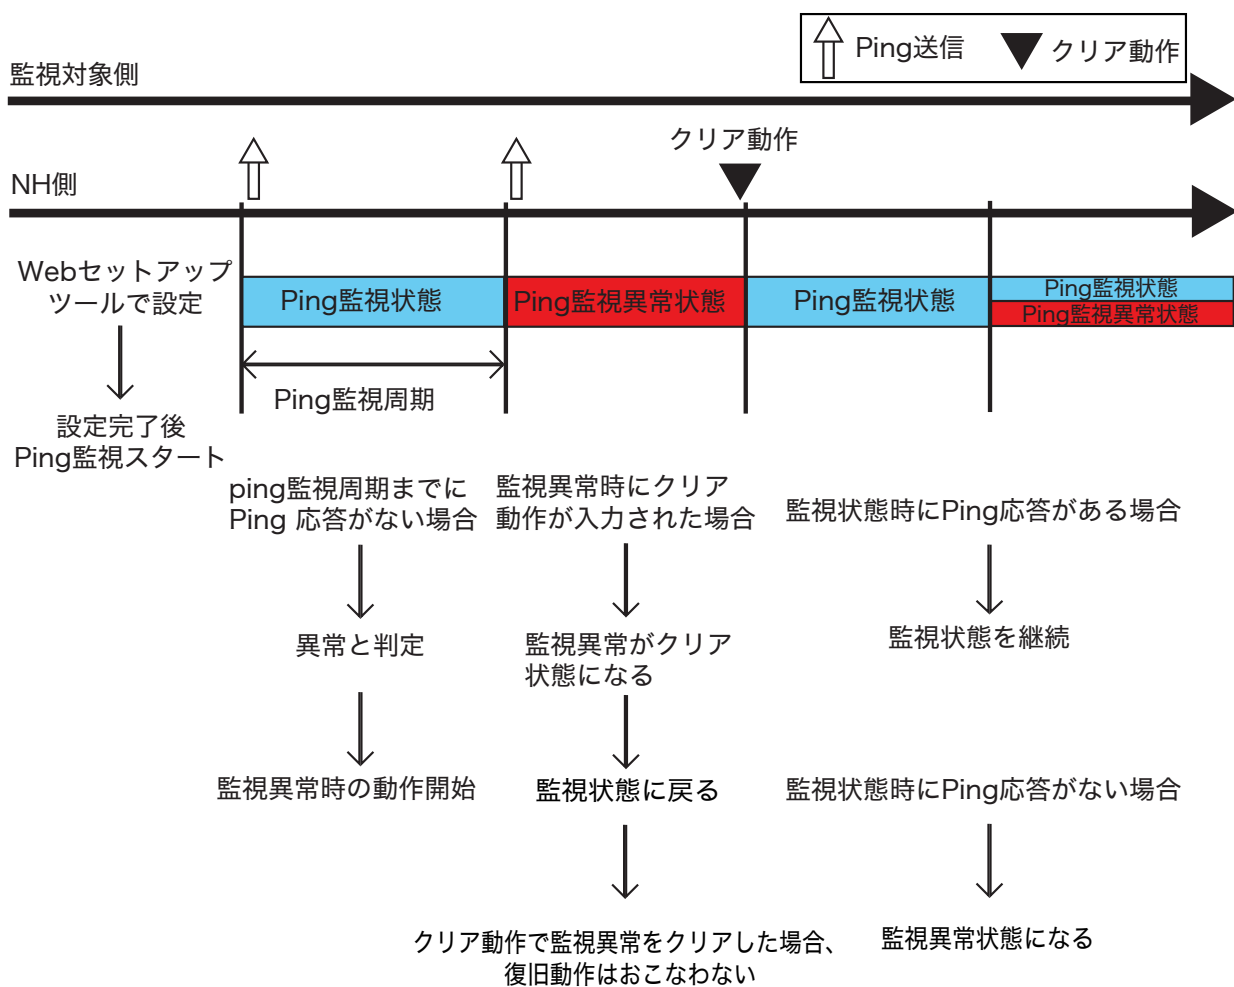 Ping送信
クリア動作
監視対象側
クリア動作
NH側
Webセットアップ
ツールで設定
設定完了後
Ping監視スタート
Ping監視状態
Ping監視異常状態
Ping監視状態
Ping監視状態
Ping監視異常状態
Ping監視周期
ping監視周期までに
Ping 応答がない場合
異常と判定
監視異常時の動作開始
監視異常時にクリア
動作が入力された場合
監視異常がクリア
状態になる
監視状態に戻る
クリア動作で監視異常をクリアした場合、
復旧動作はおこなわない
監視状態時にPing応答がある場合
監視状態を継続
監視状態時にPing応答がない場合
監視異常状態になる